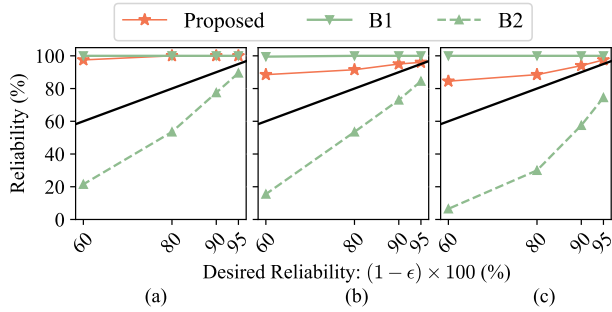 Proposed B1 B2
Reliability (%)
100
80
60
40
20
0
60 80 90 95 60 80 90 95 60 80 90 95
Desired Reliability: (1 − ϵ) × 100 (%)
(a) (b) (c)